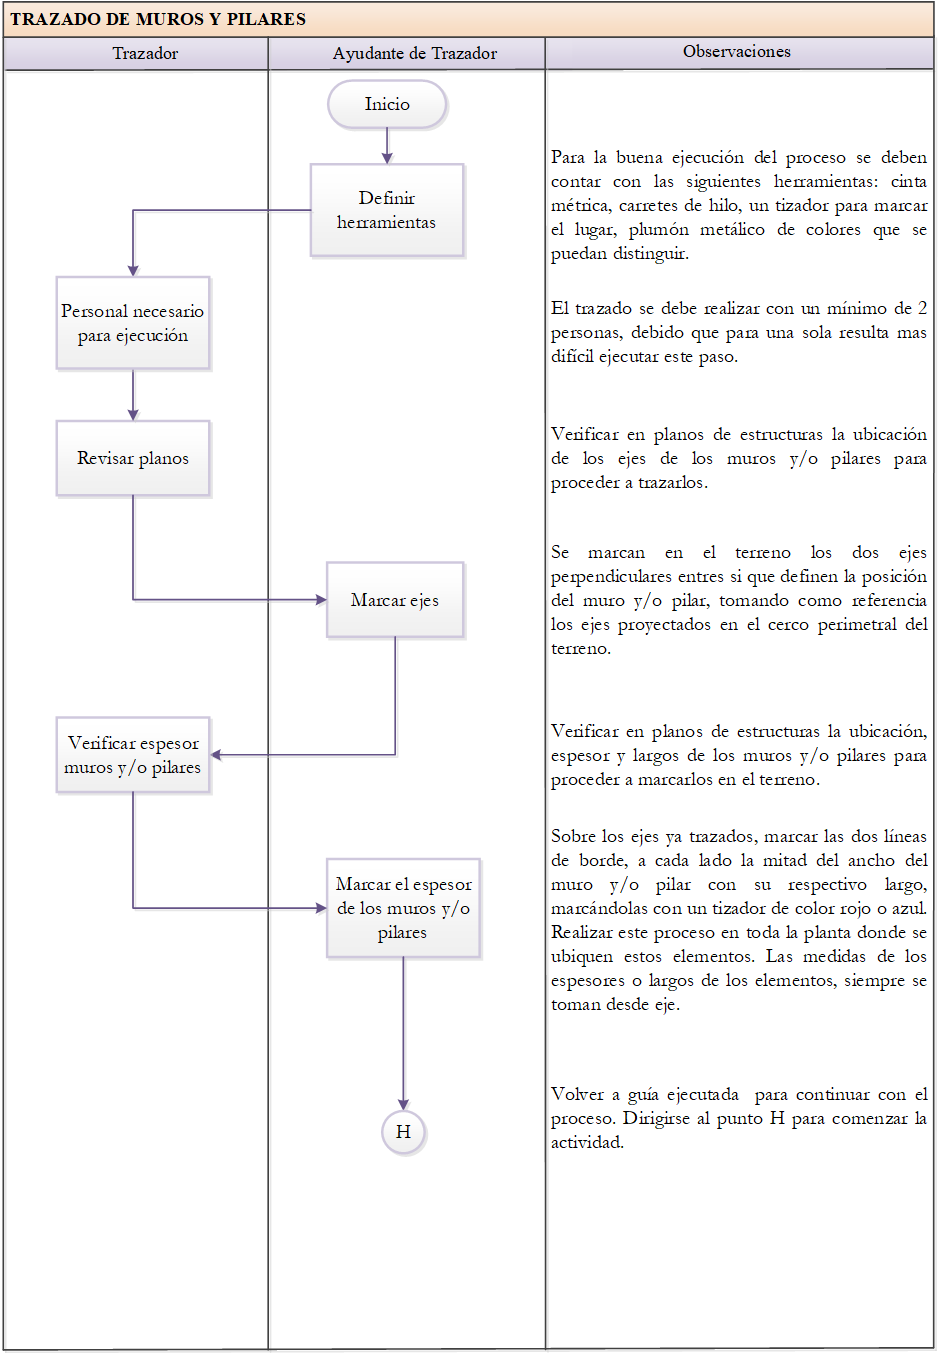 TRAZADO DE MUROS Y PILARES
Trazador
Ayudante de Trazador
Observaciones
Inicio
Definir
herramientas
Para la buena ejecución del proceso se deben
contar con las siguientes herramientas: cinta
métrica, carretes de hilo, un tizador para marcar
el lugar, plumón metálico de colores que se
puedan distinguir.
Personal necesario
para ejecución
El trazado se debe realizar con un mínimo de 2
personas, debido que para una sola resulta mas
difícil ejecutar este paso.
Revisar planos
Verificar en planos de estructuras la ubicación
de los ejes de los muros y/o pilares para
proceder a trazarlos.
Marcar ejes
Se marcan en el terreno los dos ejes
perpendiculares entres si que definen la posición
del muro y/o pilar, tomando como referencia
los ejes proyectados en el cerco perimetral del
terreno.
Verificar espesor
muros y/o pilares
Verificar en planos de estructuras la ubicación,
espesor y largos de los muros y/o pilares para
proceder a marcarlos en el terreno.
Marcar el espesor
de los muros y/o
pilares
Sobre los ejes ya trazados, marcar las dos líneas
de borde, a cada lado la mitad del ancho del
muro y/o pilar con su respectivo largo,
marcándolas con un tizador de color rojo o azul.
Realizar este proceso en toda la planta donde se
ubiquen estos elementos. Las medidas de los
espesores o largos de los elementos, siempre se
toman desde eje.
H
Volver a guía ejecutada para continuar con el
proceso. Dirigirse al punto H para comenzar la
actividad.